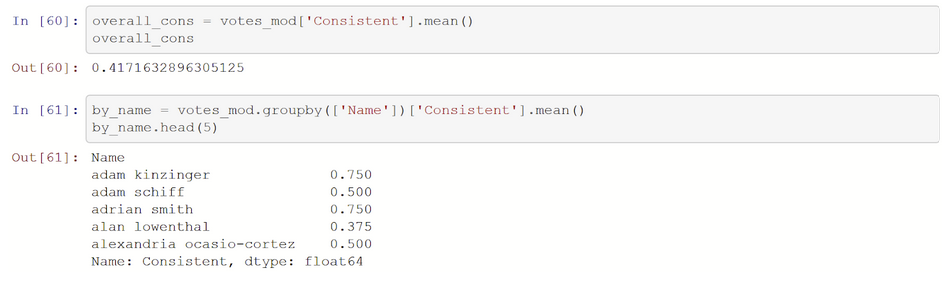 In [60]: overall_cons = votes_mod['Consistent'].mean()
overall_cons
Out[60]: 0.4171632896305125
In [61]: by_name = votes_mod.groupby(['Name'])['Consistent'].mean()
by_name.head(5)
Out[61]: Name
adam kinzinger 0.750
adam schiff 0.500
adrian smith 0.750
alan lowenthal 0.375
alexandria ocasio-cortez 0.500
Name: Consistent, dtype: float64